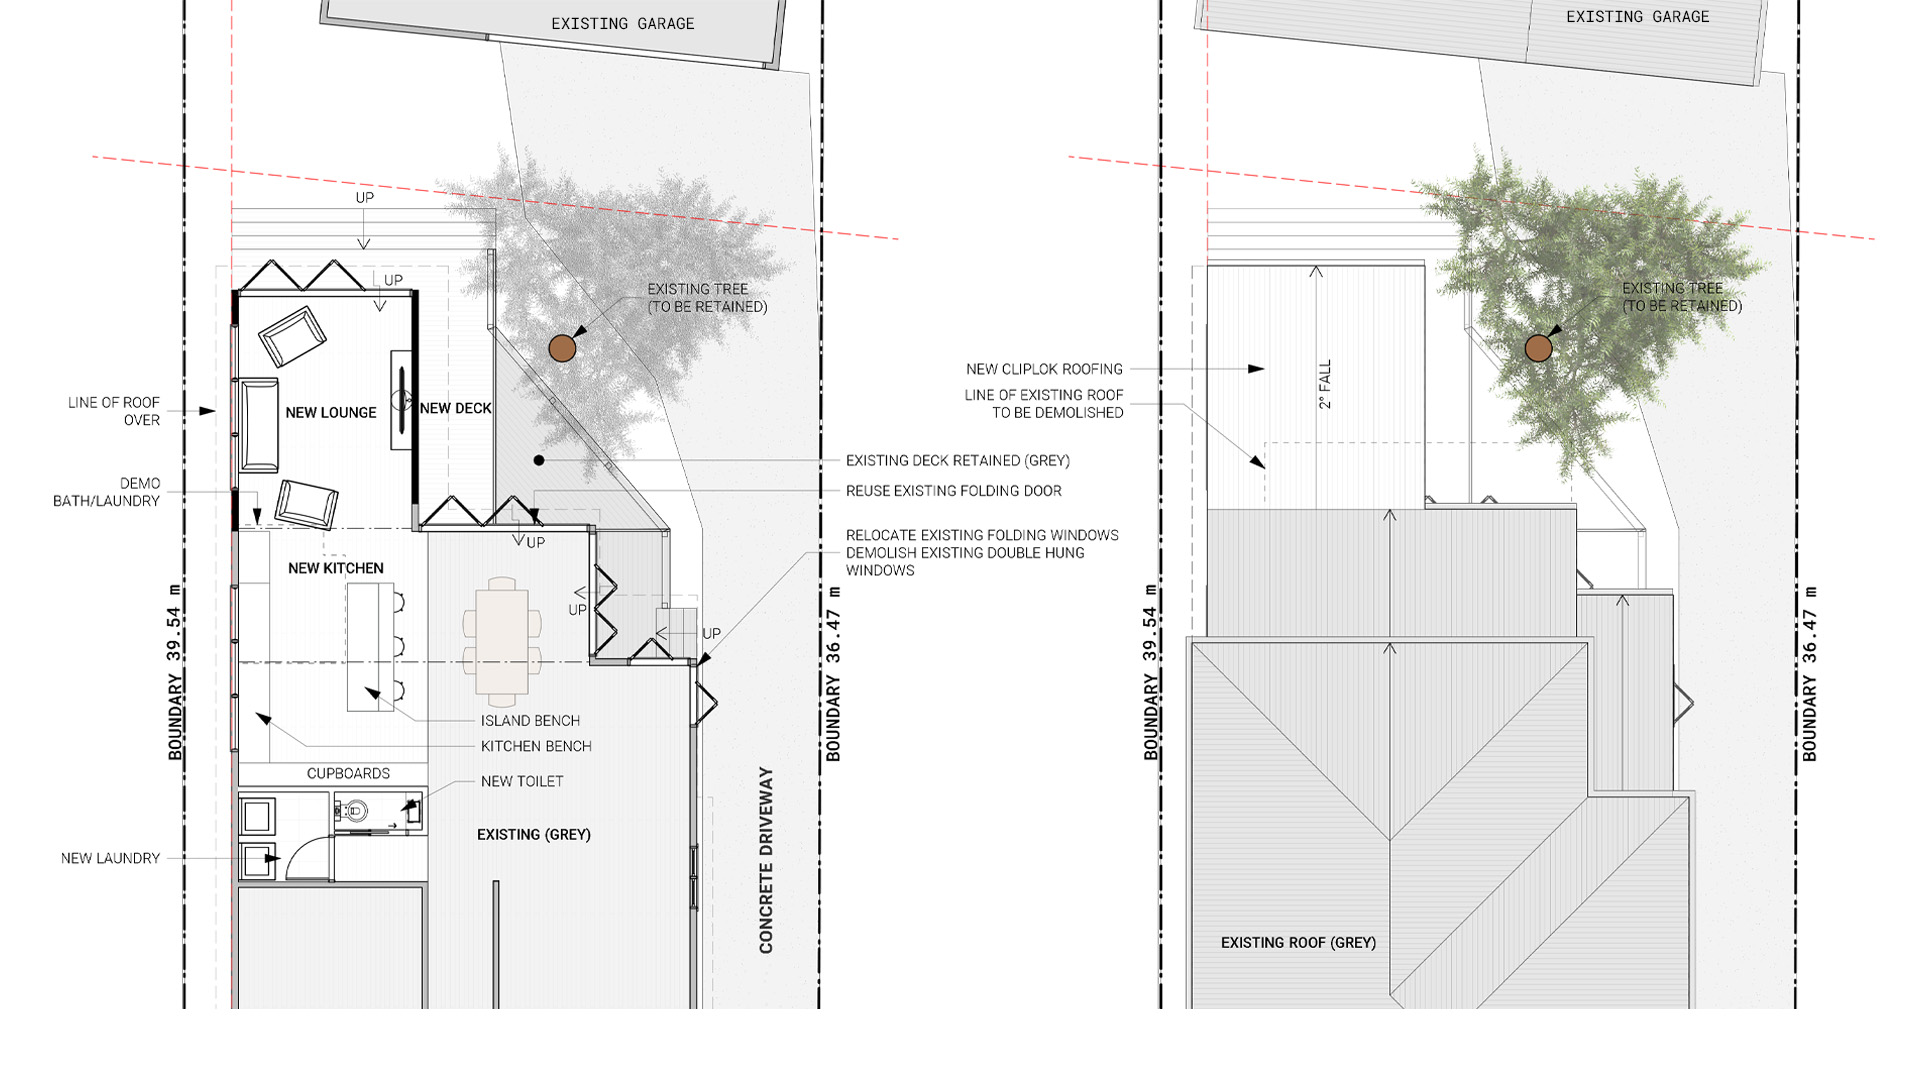 EXISTING GARAGE
UP
UP
EXISTING TREE
(TO BE RETAINED)
LINE OF ROOF
OVER
NEW LOUNGE
NEW DECK
EXISTING DECK RETAINED (GREY)
DEMO
BATH/LAUNDRY
REUSE EXISTING FOLDING DOOR
UP
RELOCATE EXISTING FOLDING WINDOWS
DEMOLISH EXISTING DOUBLE HUNG
WINDOWS
NEW KITCHEN
UP
UP
BOUNDARY 39.54 m
BOUNDARY 36.47 m
ISLAND BENCH
KITCHEN BENCH
CUPBOARDS
NEW TOILET
EXISTING (GREY)
NEW LAUNDRY
CONCRETE DRIVEWAY
EXISTING GARAGE
EXISTING TREE
(TO BE RETAINED)
NEW CLIPLOK ROOFING
LINE OF EXISTING ROOF
TO BE DEMOLISHED
2° FALL
BOUNDARY 39.54 m
BOUNDARY 36.47 m
EXISTING ROOF (GREY)